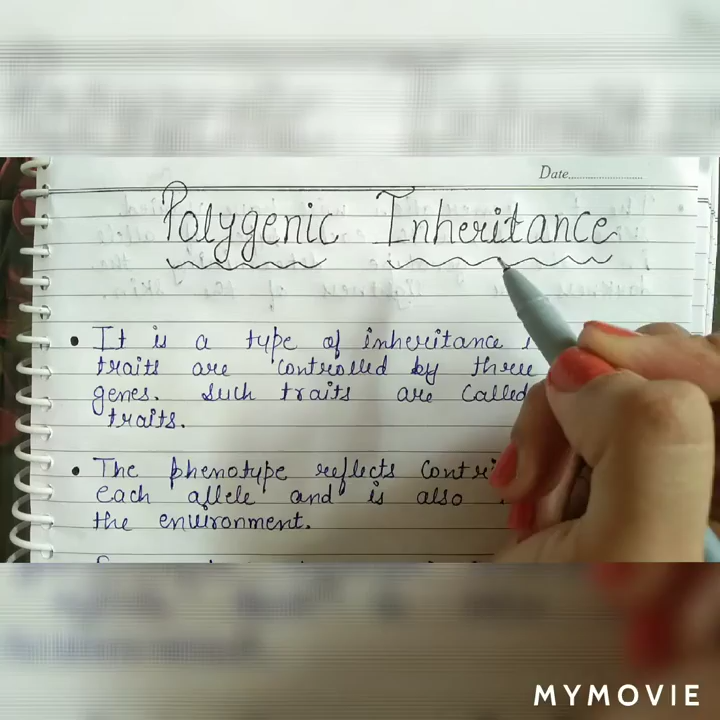 Date
Polygenic Inheritance
• It is a type of inheritance
traits are controlled by three
genes. Such traits are called
traits.
• The phenotype reflects
each allele and is also
the environment.
MYMOVIE